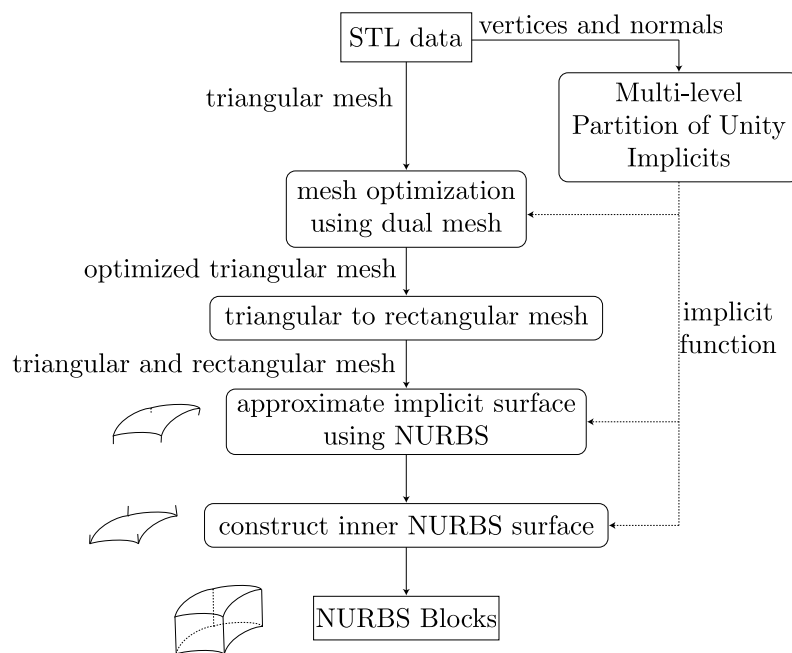 STL data
vertices and normals
triangular mesh
Multi-level
Partition of Unity
Implicits
mesh optimization
using dual mesh
optimized triangular mesh
triangular to rectangular mesh
implicit
function
triangular and rectangular mesh
approximate implicit surface
using NURBS
construct inner NURBS surface
NURBS Blocks